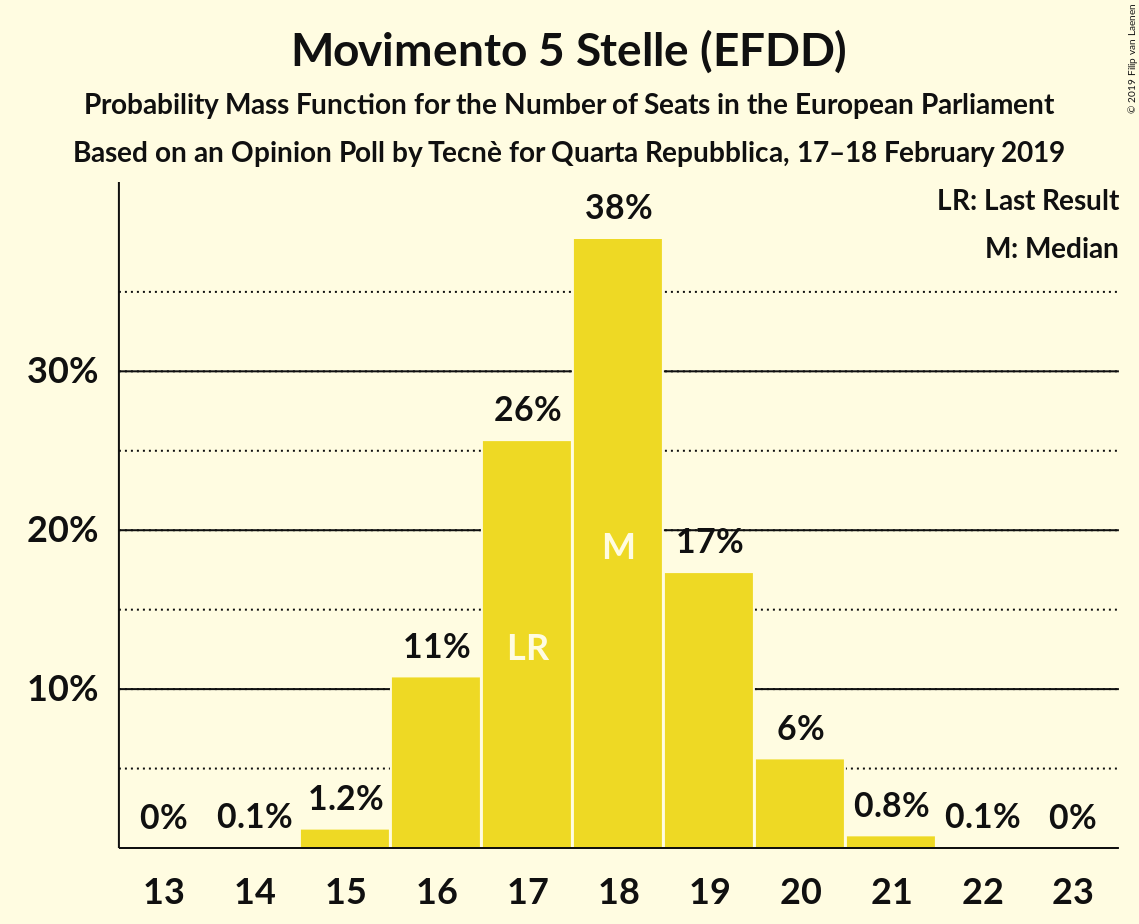 Movimento 5 Stelle (EFDD)
Probability Mass Function for the Number of Seats in the European Parliament
Based on an Opinion Poll by Tecnè for Quarta Repubblica, 17–18 February 2019
© 2019 Filip van Laenen
LR: Last Result
M: Median
38%
30%
26%
20%
17%
M
LR
11%
10%
6%
1.2%
0.8%
0%
0.1%
0.1%
0%
13 14 15 16 17 18 19 20 21 22 23